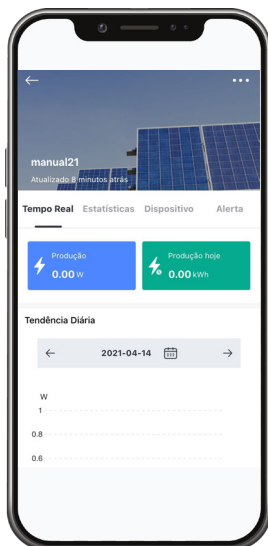 manual21
Atualizado 8 minutos atrás
Tempo Real Estatísticas Dispositivo Alerta
Produção
0.00 W
Produção hoje
0.00 kWh
Tendência Diária
2021-04-14
W
1
0.8
0.6